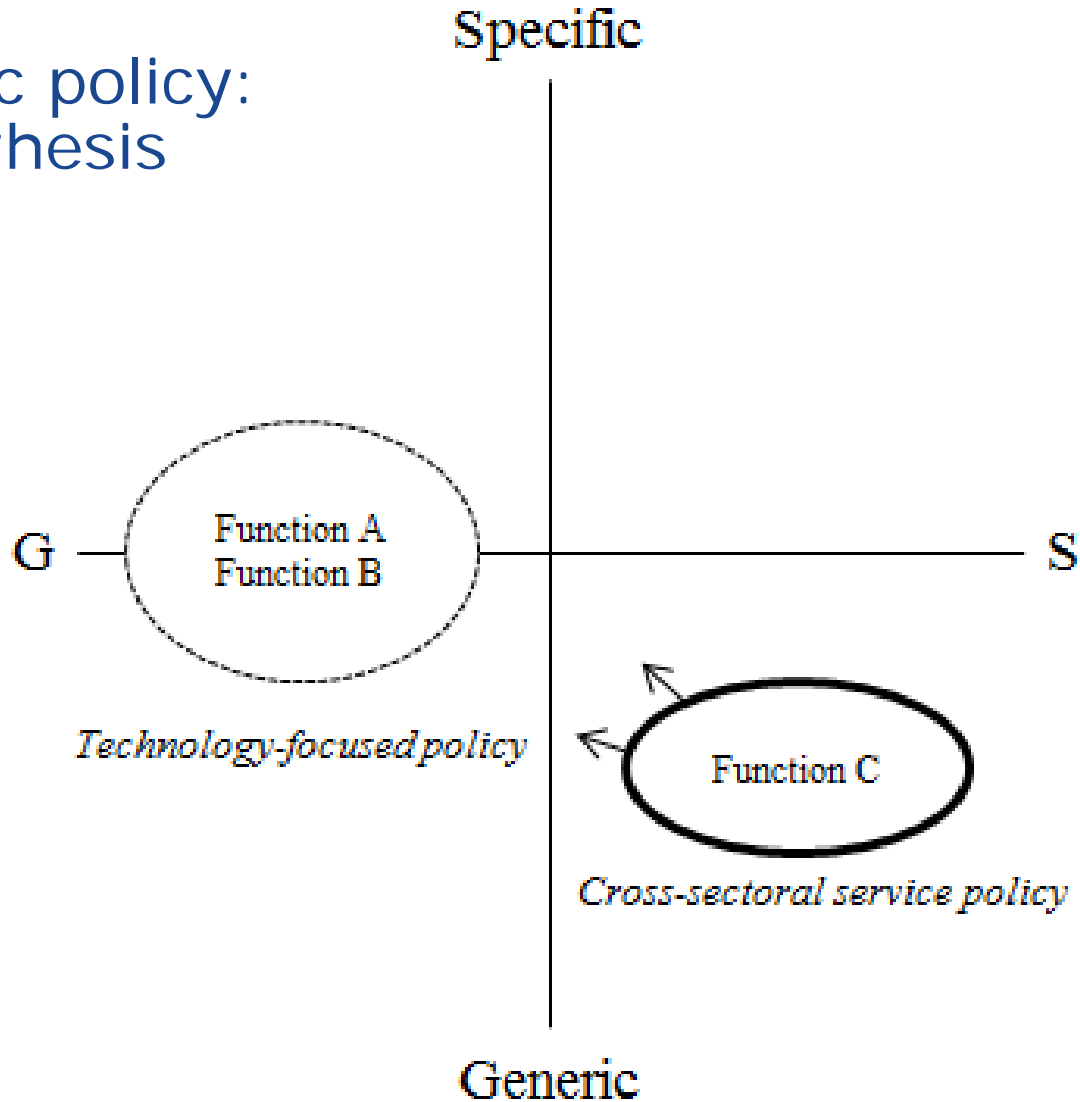 Specific
c policy:
hesis
G
Function A
Function B
S
Technology-focused policy
Function C
Cross-sectoral service policy
Generic